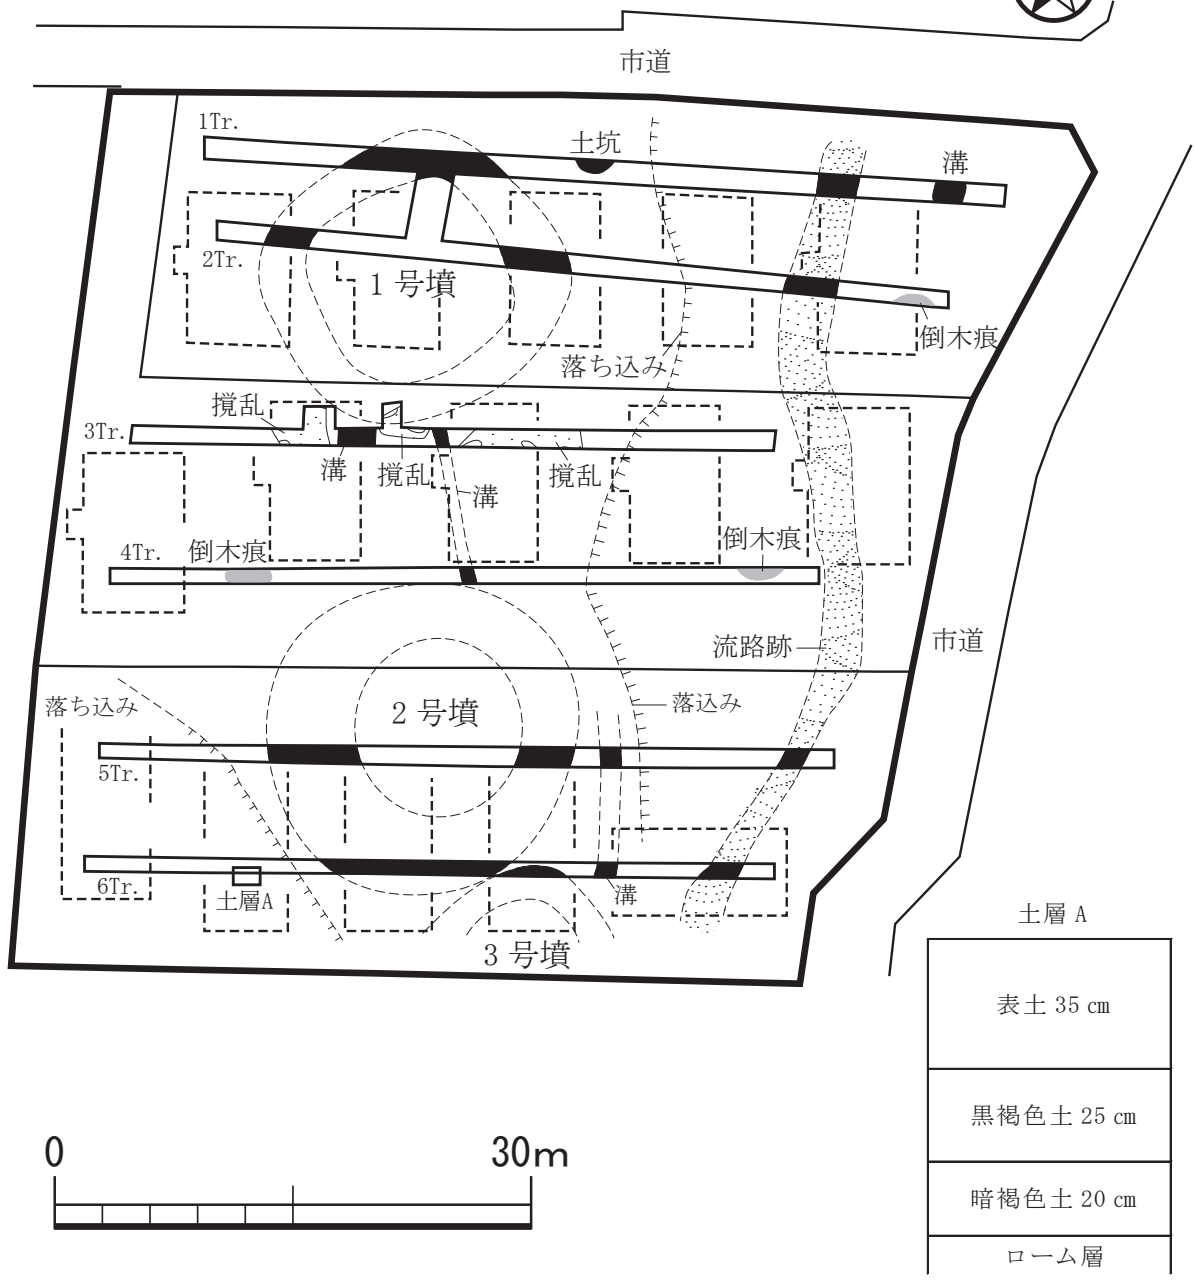 市道
1Tr.
土坑
溝
2Tr.
1号墳
倒木痕
落ち込み
撹乱
3Tr.
溝
撹乱
溝
撹乱
4Tr.
倒木痕
倒木痕
流路跡
市道
落ち込み
2号墳
落込み
5Tr.
6Tr.
土層A
溝
3号墳
土層 A
表土 35 ㎝
黒褐色土 25 ㎝
暗褐色土 20 ㎝
ローム層
0
30m